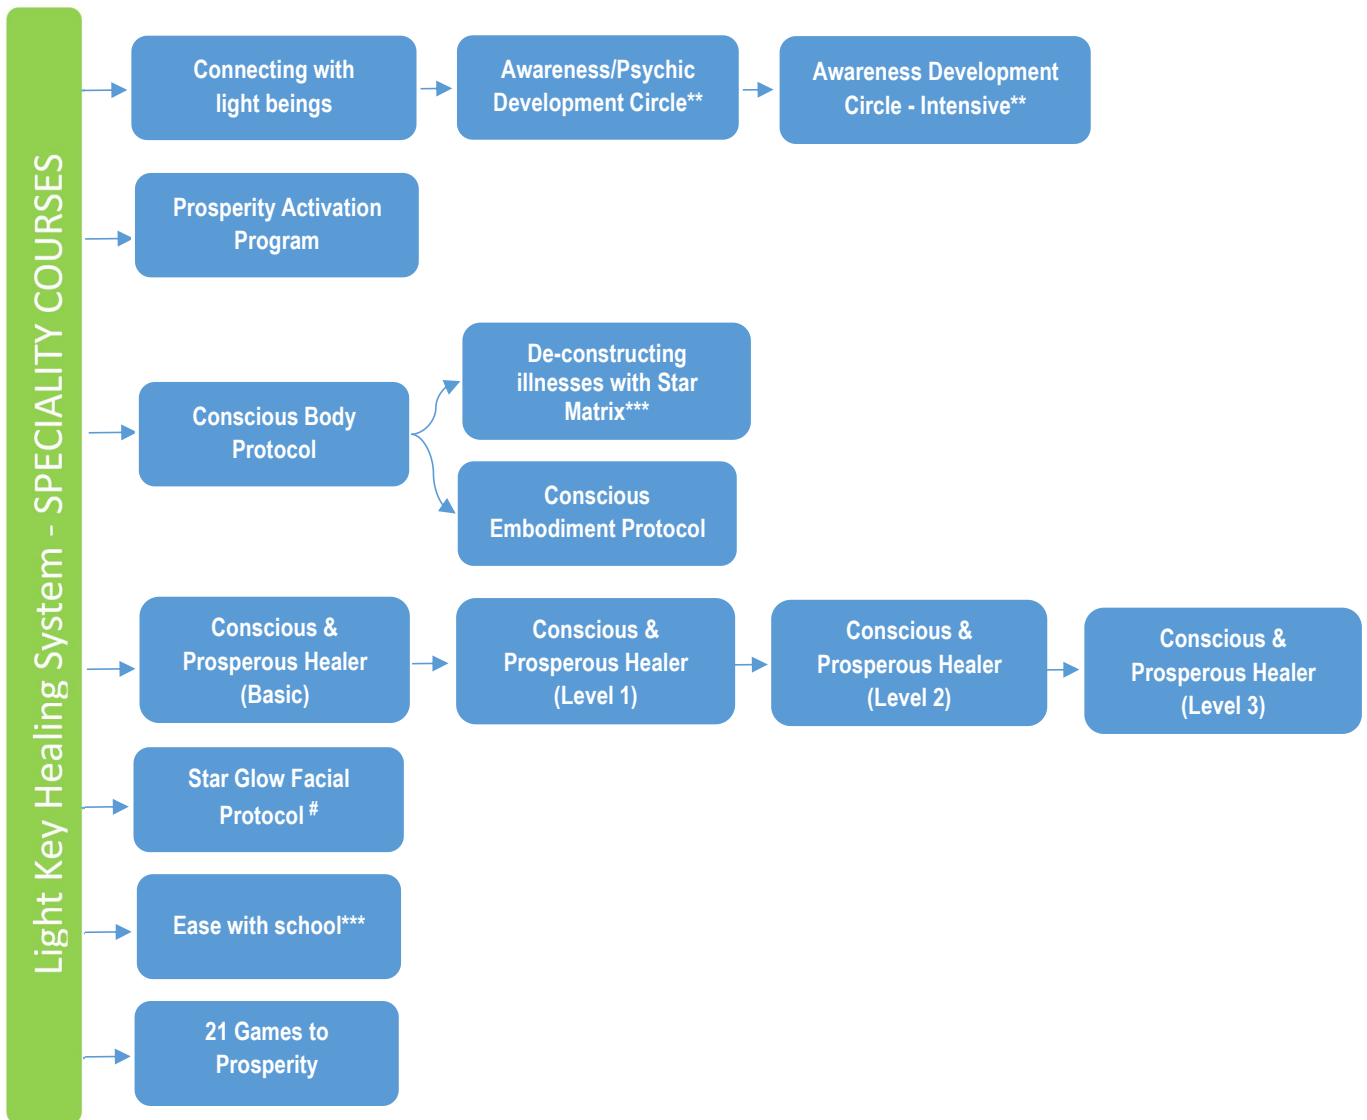 Light Key Healing System - SPECIALITY COURSES
Connecting with
light beings
Awareness/Psychic
Development Circle**
Awareness Development
Circle - Intensive**
Prosperity Activation
Program
Conscious Body
Protocol
De-constructing
illnesses with Star
Matrix***
Conscious
Embodiment Protocol
Conscious &
Prosperous Healer
(Basic)
Conscious &
Prosperous Healer
(Level 1)
Conscious &
Prosperous Healer
(Level 2)
Conscious &
Prosperous Healer
(Level 3)
Star Glow Facial
Protocol #
Ease with school***
21 Games to
Prosperity